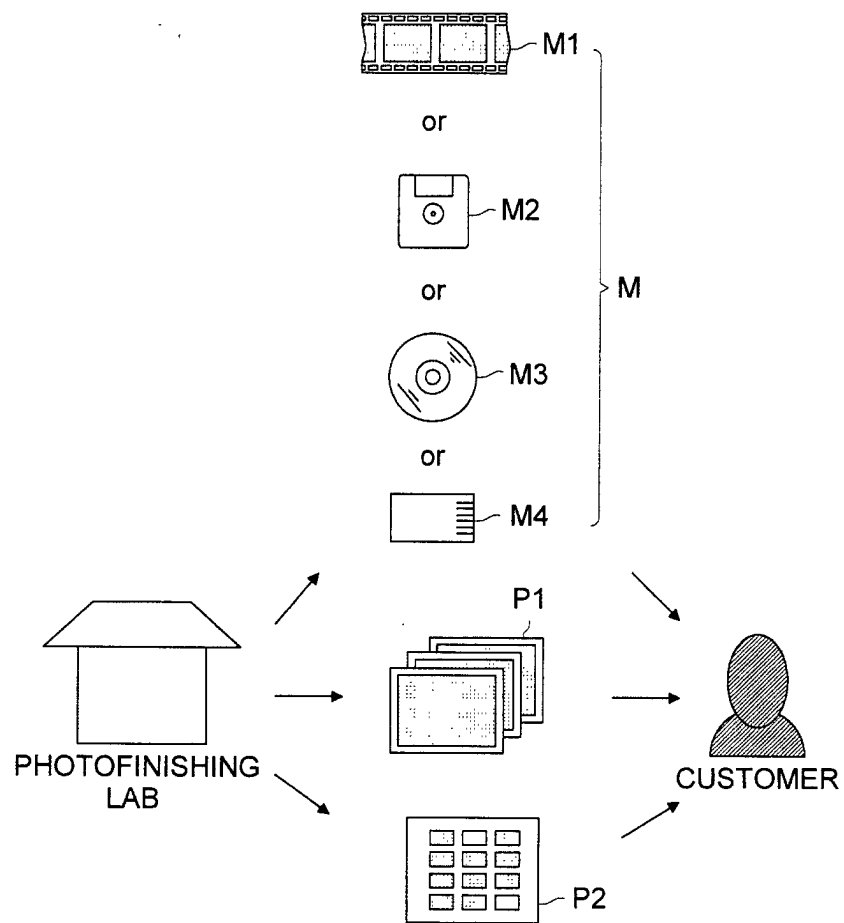 M1
or
M2
or
M
M3
or
M4
P1
PHOTOFINISHING
LAB
CUSTOMER
P2